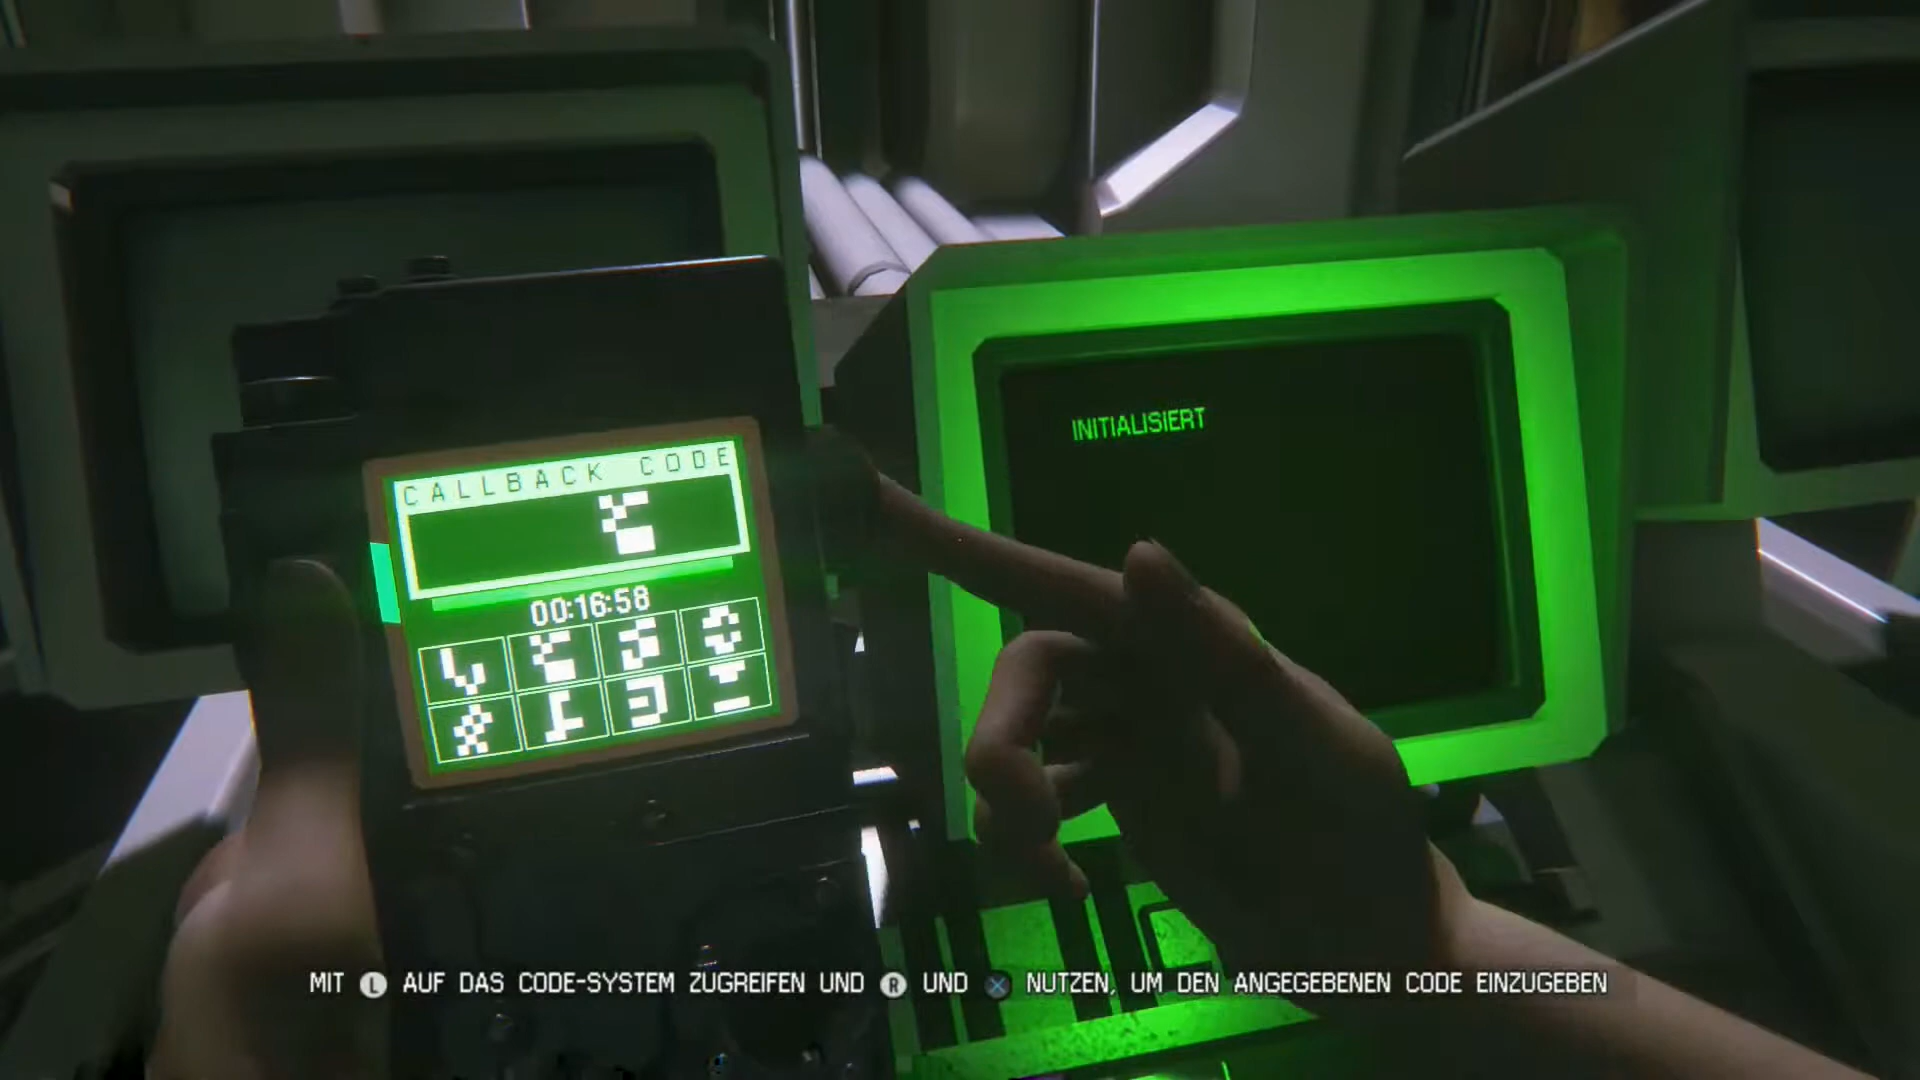 CALLBACK CODE
00:16:58
INITIALISIERT
MIT L AUF DAS CODE-SYSTEM ZUGREIFEN UND R UND X NUTZEN, UM DEN ANGEGEBENEN CODE EINZUGEBEN